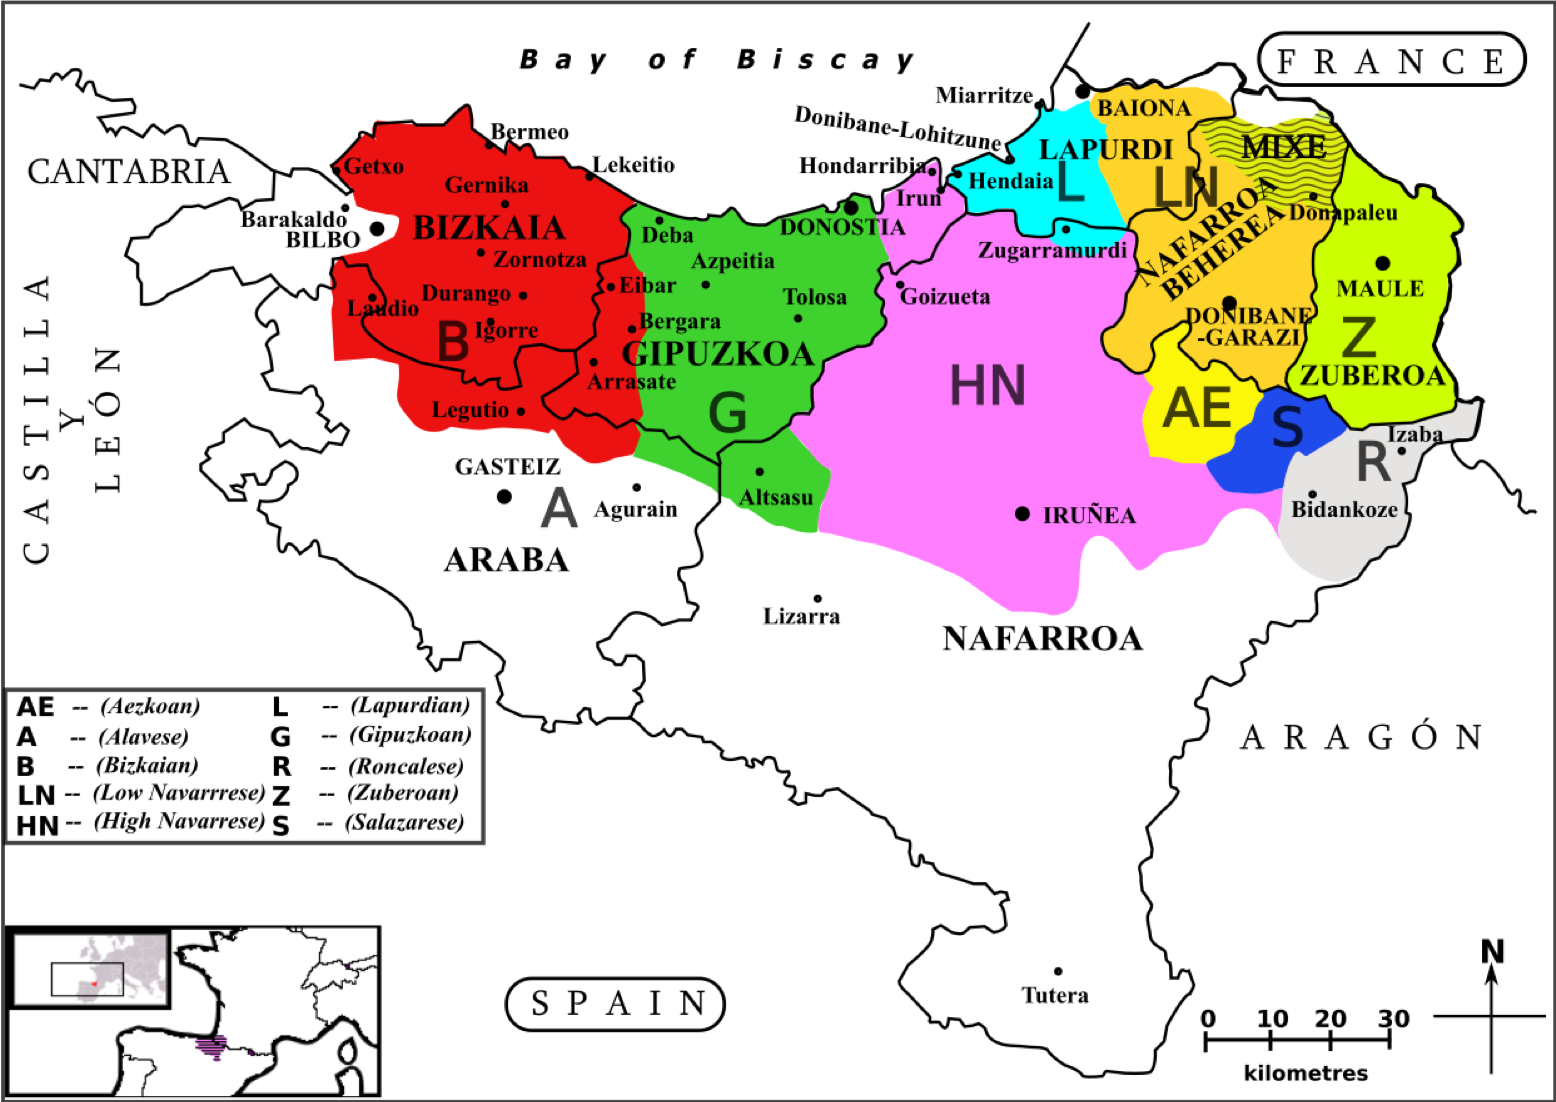 Bay of Biscay
FRANCE
Miarritze
BAIONA
Donibane-Lohitzune
Bermeo
MIXE
LAPURDI
CANTABRIA
Getxo
Lekeitio
Hondarribia
Hendaia
L
LN
Gernika
Irun
Barakaldo
BILBO
BIZKAIA
Deba
DONOSTIA
Donapaleu
NAFARROA
BEHEREA
Zugarramurdi
Zornotza
Azpeitia
Eibar
Tolosa
Goizueta
MAULE
Durango
Laudio
Igorre
B
Bergara
DONIBANE
-GARAZI
Z
GIPUZKOA
HN
ZUBEROA
Arrasate
Legutio
G
AE
S
Izaba
R
CASTILLA
Y
LEÓN
GASTEIZ
A
Agurain
Altsasu
Bidankoze
IRUÑEA
ARABA
Lizarra
NAFARROA
AE -- (Aezkoan)
A -- (Alavese)
B -- (Bizkaian)
LN -- (Low Navarrrese)
HN -- (High Navarrese)
L -- (Lapurdian)
G -- (Gipuzkoan)
R -- (Roncalese)
Z -- (Zuberoan)
S -- (Salazarese)
ARAGÓN
SPAIN
Tutera
N
0 10 20 30
kilometres